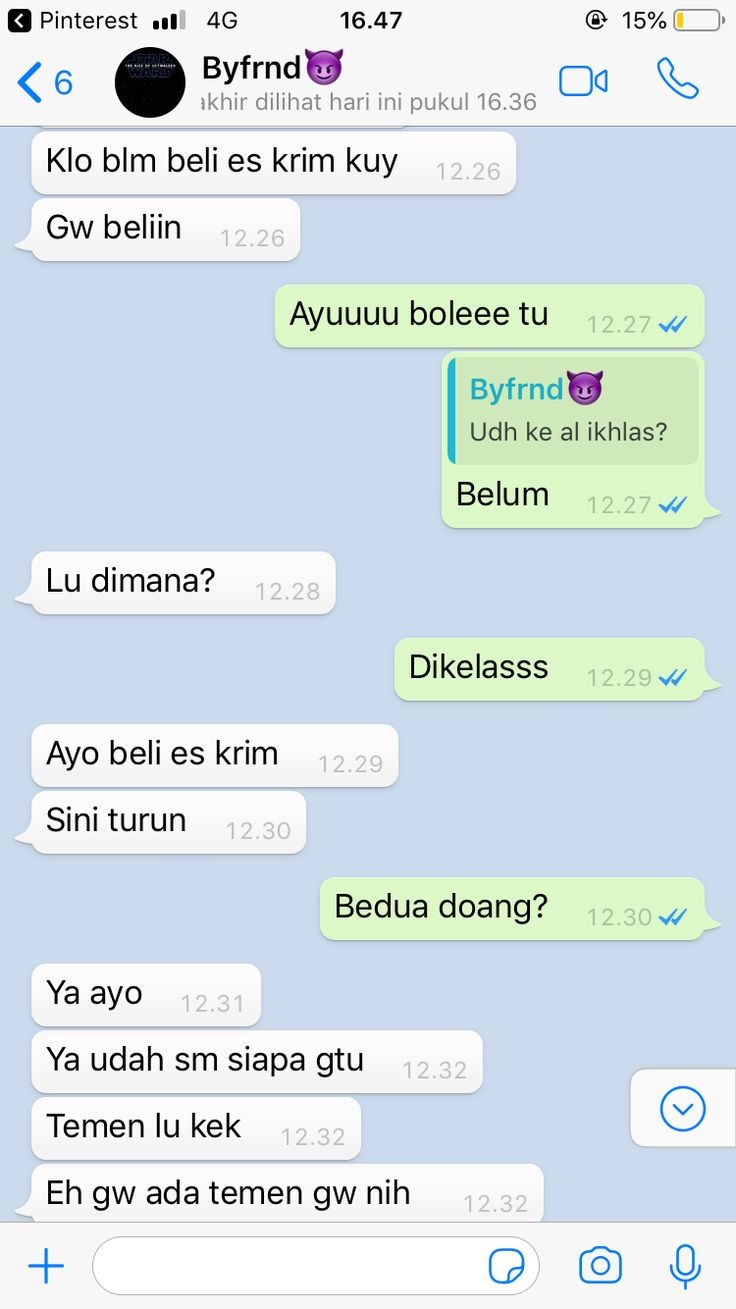 Pinterest 4G 16.47 15%
6
Byfrnd😈
akhir dilihat hari ini pukul 16.36
STAR
WARS
Klo blm beli es krim kuy 12.26
Gw beliin 12.26
Ayuuuu boleee tu 12.27
Byfrnd😈
Udh ke al ikhlas?
Belum 12.27
Lu dimana? 12.28
Dikelasss 12.29
Ayo beli es krim 12.29
Sini turun 12.30
Bedua doang? 12.30
Ya ayo 12.31
Ya udah sm siapa gtu 12.32
Temen lu kek 12.32
Eh gw ada temen gw nih 12.32